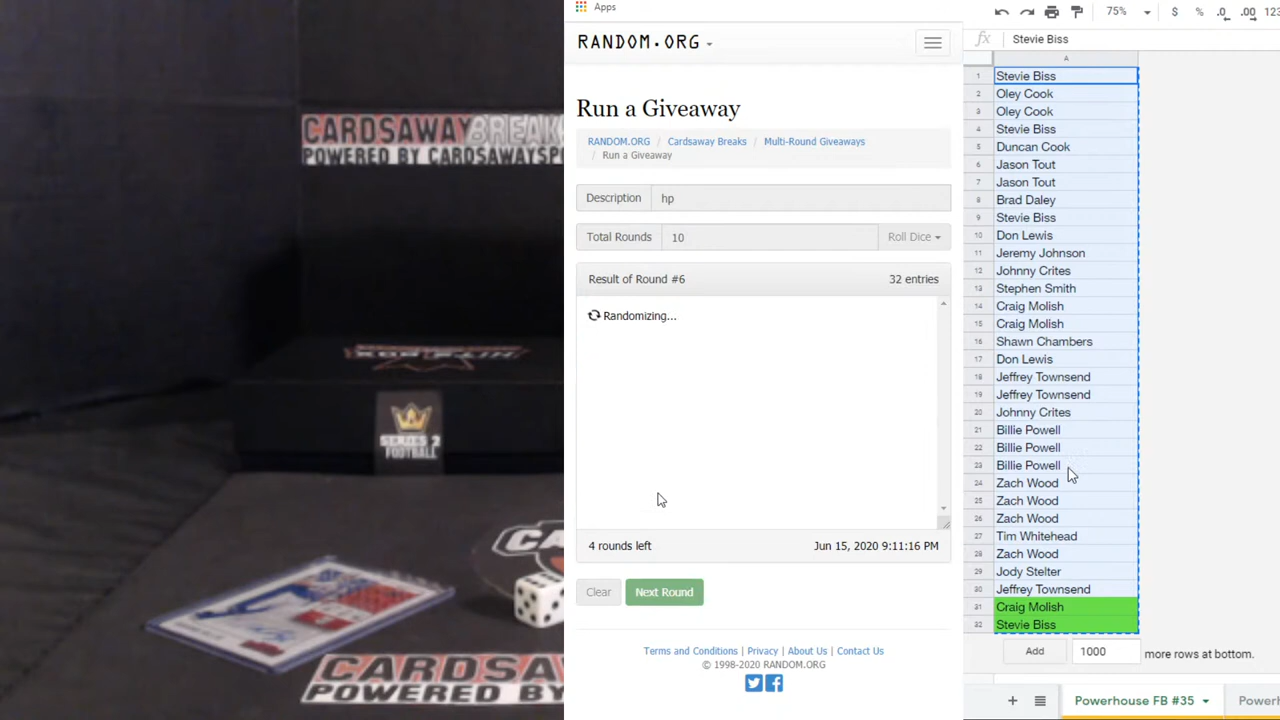 CARDSAWAYBREAK
POWERED BY CARDSAWAYSPO
SERIES 2
FOOTBALL
CARDSAW
POWERED BY
Apps
RANDOM.ORG
Run a Giveaway
RANDOM.ORG / Cardsaway Breaks / Multi-Round Giveaways
/ Run a Giveaway
Description hp
Total Rounds 10 Roll Dice
Result of Round #6 32 entries
Randomizing...
4 rounds left Jun 15, 2020 9:11:16 PM
Clear Next Round
Terms and Conditions | Privacy | About Us | Contact Us
© 1998-2020 RANDOM.ORG
75% $ % .0 .00 123
fx Stevie Biss
A
1 Stevie Biss
2 Oley Cook
3 Oley Cook
4 Stevie Biss
5 Duncan Cook
6 Jason Tout
7 Jason Tout
8 Brad Daley
9 Stevie Biss
10 Don Lewis
11 Jeremy Johnson
12 Johnny Crites
13 Stephen Smith
14 Craig Molish
15 Craig Molish
16 Shawn Chambers
17 Don Lewis
18 Jeffrey Townsend
19 Jeffrey Townsend
20 Johnny Crites
21 Billie Powell
22 Billie Powell
23 Billie Powell
24 Zach Wood
25 Zach Wood
26 Zach Wood
27 Tim Whitehead
28 Zach Wood
29 Jody Stelter
30 Jeffrey Townsend
31 Craig Molish
32 Stevie Biss
Add 1000 more rows at bottom.
+ Powerhouse FB #35 Powerh